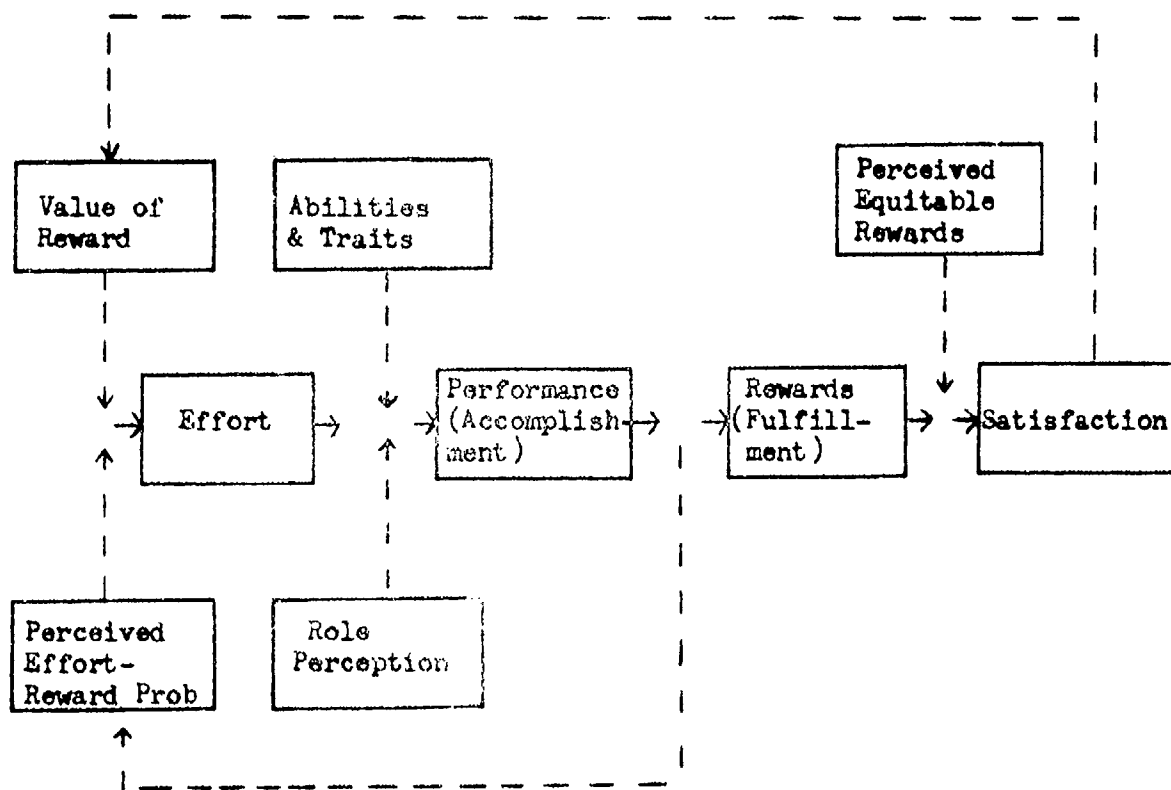 Value of
Reward
Abilities
& Traits
Perceived
Equitable
Rewards
Effort
Performance
(Accomplish-
ment)
Rewards
(Fulfill-
ment)
Satisfaction
Perceived
Effort-
Reward Prob
Role
Perception